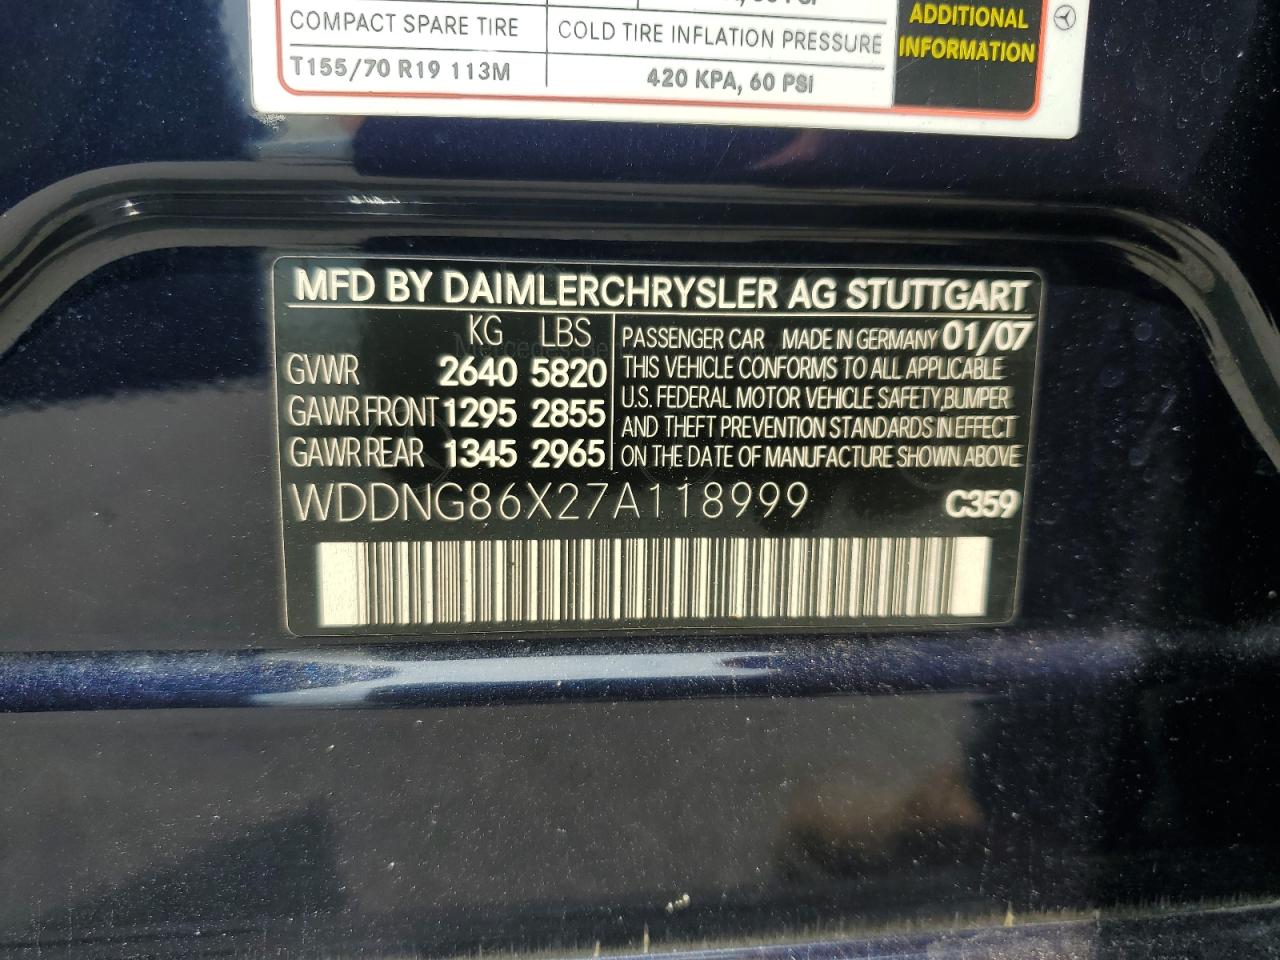 COMPACT SPARE TIRE COLD TIRE INFLATION PRESSURE
T155/70 R19 113M 420 KPA, 60 PSI
ADDITIONAL
INFORMATION
MFD BY DAIMLERCHRYSLER AG STUTTGART
KG LBS PASSENGER CAR MADE IN GERMANY 01/07
GVWR 2640 5820 THIS VEHICLE CONFORMS TO ALL APPLICABLE
GAWR FRONT 1295 2855 U.S. FEDERAL MOTOR VEHICLE SAFETY,BUMPER
AND THEFT PREVENTION STANDARDS IN EFFECT
GAWR REAR 1345 2965 ON THE DATE OF MANUFACTURE SHOWN ABOVE
WDDNG86X27A118999 C359